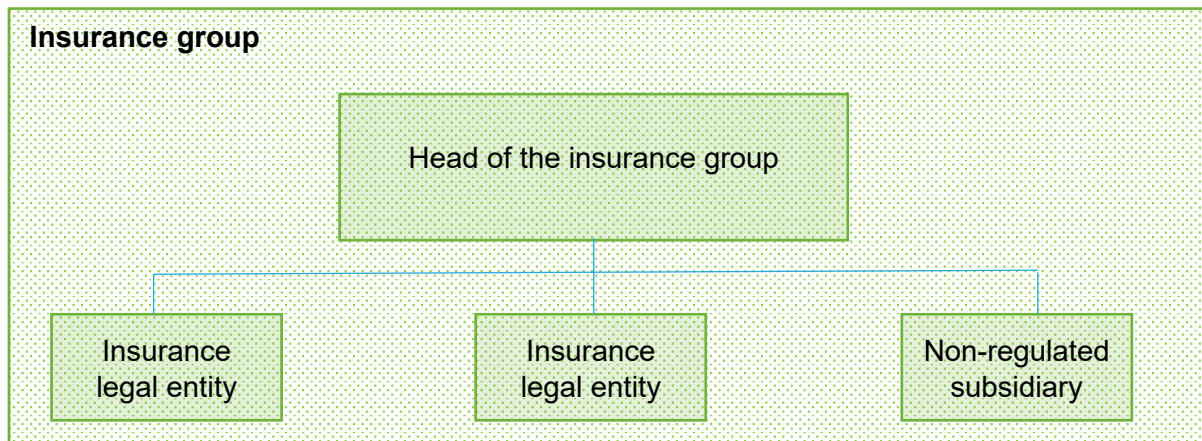 Insurance group
Head of the insurance group
Insurance
legal entity
Insurance
legal entity
Non-regulated
subsidiary